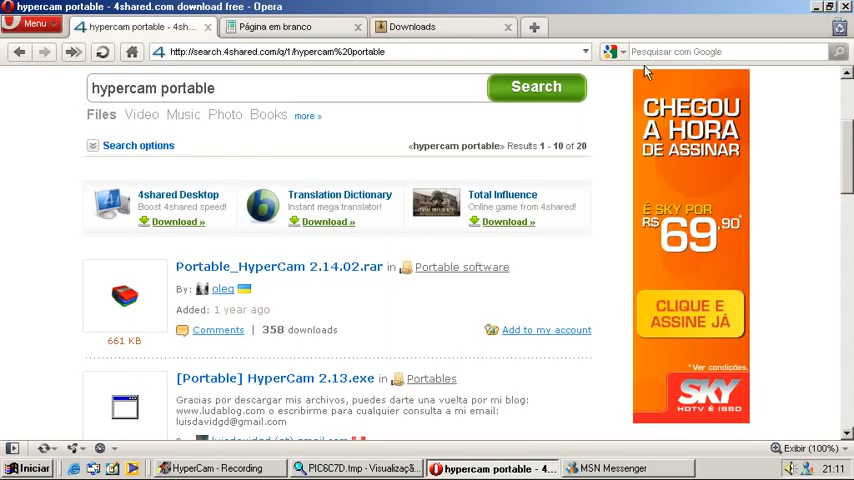 hypercam portable - 4shared.com download free - Opera
Menu
hypercam portable - 4sh...
Página em branco
Downloads
http://search.4shared.com/q/1/hypercam%20portable
Pesquisar com Google
hypercam portable
Search
Files Video Music Photo Books more »
Search options
«hypercam portable» Results 1 - 10 of 20
4shared Desktop
Boost 4shared speed!
Download »
Translation Dictionary
Instant mega translator!
Download »
Total Influence
Online game from 4shared!
Download »
Portable_HyperCam 2.14.02.rar in Portable software
By: oleg
Added: 1 year ago
661 KB
Comments | 358 downloads
Add to my account
[Portable] HyperCam 2.13.exe in Portables
Gracias por descargar mis archivos, puedes darte una vuelta por mi blog:
www.ludablog.com o escribirme para cualquier consulta a mi email:
luisdavidgd@gmail.com
CHEGOU
A HORA
DE ASSINAR
É SKY POR
R$ 69,90*
CLIQUE E
ASSINE JÁ
*Ver condições.
SKY
HDTV É ISSO
Exibir (100%)
Iniciar
HyperCam - Recording
PIC6C7D.tmp - Visualizaçã...
hypercam portable - 4...
MSN Messenger
21:11